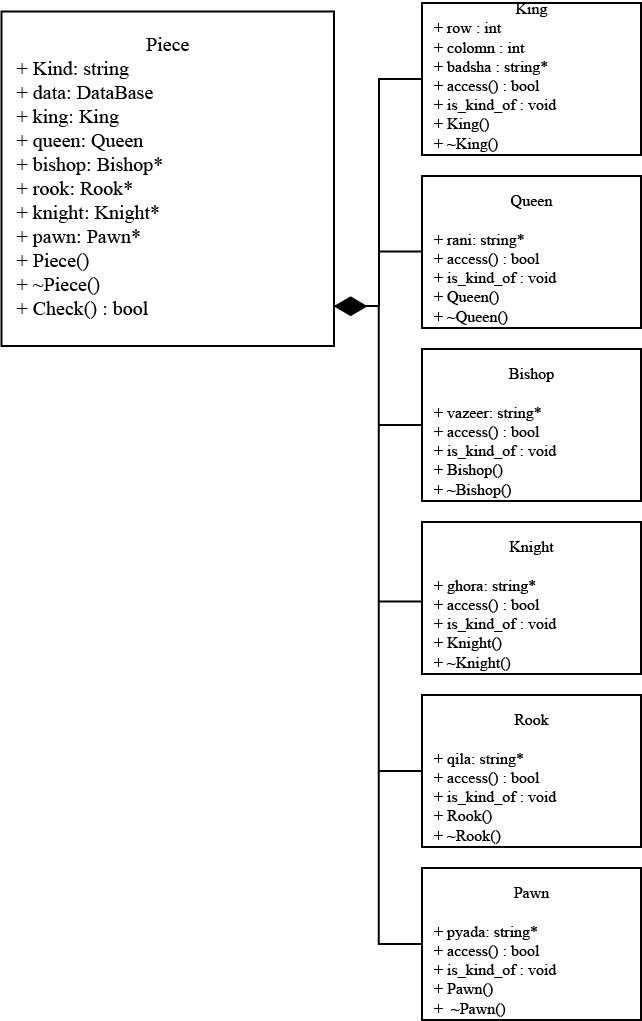 Piece
+ Kind: string
+ data: DataBase
+ king: King
+ queen: Queen
+ bishop: Bishop*
+ rook: Rook*
+ knight: Knight*
+ pawn: Pawn*
+ Piece()
+ ~Piece()
+ Check() : bool
King
+ row : int
+ colomn : int
+ badsha : string*
+ access() : bool
+ is_kind_of : void
+ King()
+ ~King()
Queen
+ rani: string*
+ access() : bool
+ is_kind_of : void
+ Queen()
+ ~Queen()
Bishop
+ vazeer: string*
+ access() : bool
+ is_kind_of : void
+ Bishop()
+ ~Bishop()
Knight
+ ghora: string*
+ access() : bool
+ is_kind_of : void
+ Knight()
+ ~Knight()
Rook
+ qila: string*
+ access() : bool
+ is_kind_of : void
+ Rook()
+ ~Rook()
Pawn
+ pyada: string*
+ access() : bool
+ is_kind_of : void
+ Pawn()
+ ~Pawn()